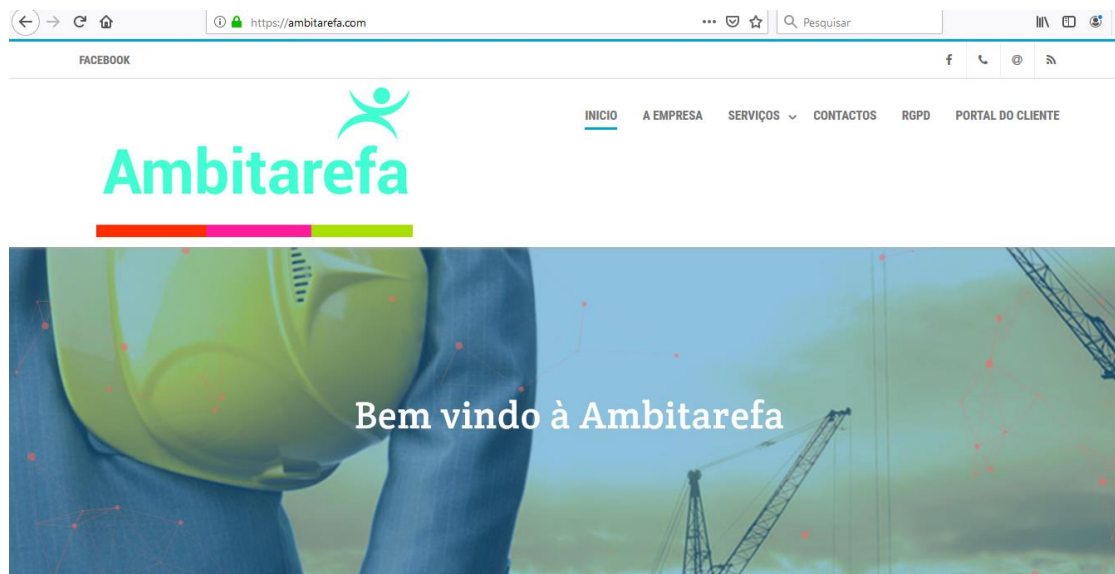 https://ambitarefa.com
Pesquisar
FACEBOOK
INICIO A EMPRESA SERVIÇOS CONTACTOS RGPD PORTAL DO CLIENTE
Ambitarefa
Bem vindo à Ambitarefa